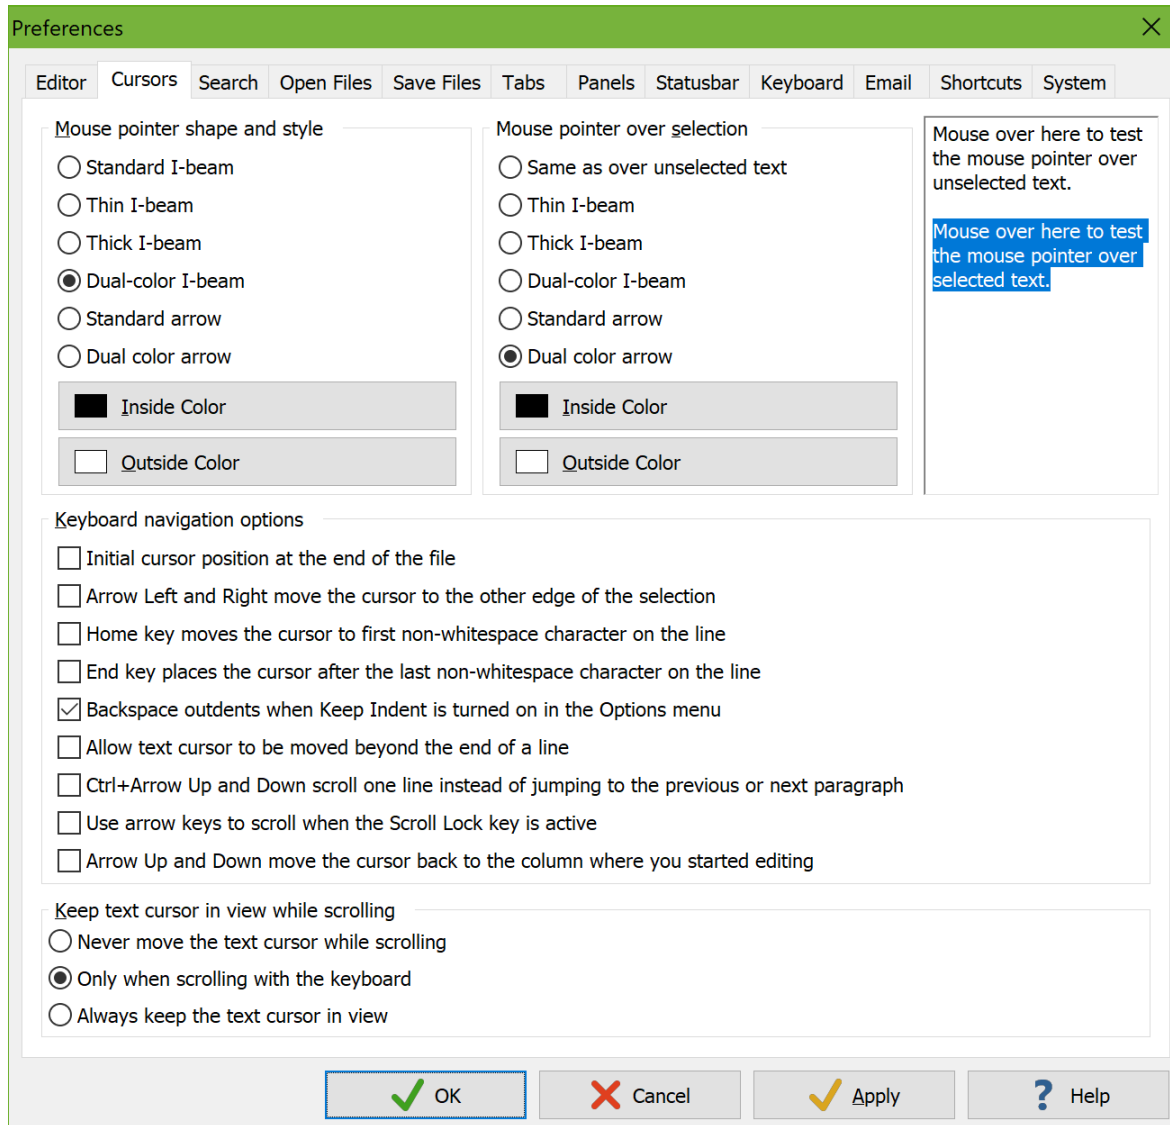 Preferences
Editor Cursors Search Open Files Save Files Tabs Panels Statusbar Keyboard Email Shortcuts System
Mouse pointer shape and style
Standard I-beam
Thin I-beam
Thick I-beam
Dual-color I-beam
Standard arrow
Dual color arrow
Inside Color
Outside Color
Mouse pointer over selection
Same as over unselected text
Thin I-beam
Thick I-beam
Dual-color I-beam
Standard arrow
Dual color arrow
Inside Color
Outside Color
Mouse over here to test
the mouse pointer over
unselected text.
Mouse over here to test
the mouse pointer over
selected text.
Keyboard navigation options
Initial cursor position at the end of the file
Arrow Left and Right move the cursor to the other edge of the selection
Home key moves the cursor to first non-whitespace character on the line
End key places the cursor after the last non-whitespace character on the line
Backspace outdents when Keep Indent is turned on in the Options menu
Allow text cursor to be moved beyond the end of a line
Ctrl+Arrow Up and Down scroll one line instead of jumping to the previous or next paragraph
Use arrow keys to scroll when the Scroll Lock key is active
Arrow Up and Down move the cursor back to the column where you started editing
Keep text cursor in view while scrolling
Never move the text cursor while scrolling
Only when scrolling with the keyboard
Always keep the text cursor in view
OK Cancel Apply ? Help